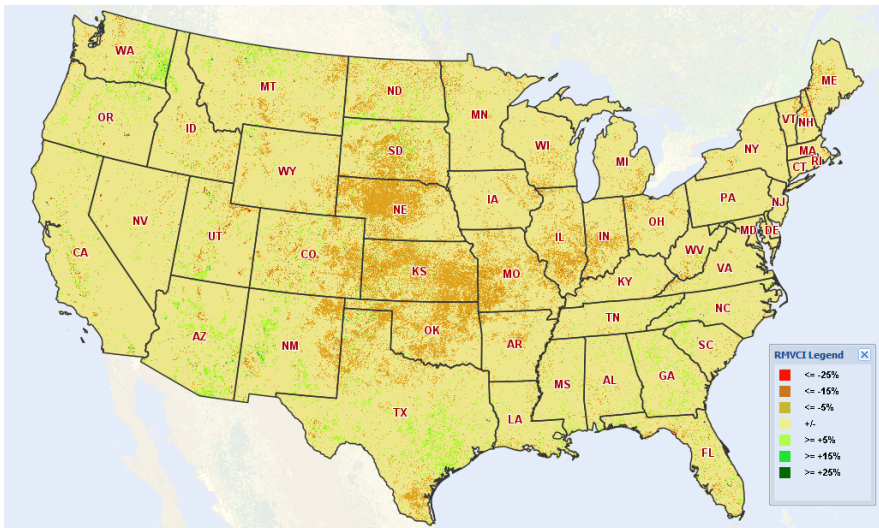 WA
MT
ND
MN
ME
OR
ID
SD
WI
VT
NH
NY
MA
WY
MI
CT
RI
IA
PA
NJ
NE
NV
UT
IL
IN
OH
MD
DE
CA
CO
KS
MO
WV
VA
KY
NC
TN
AZ
NM
OK
AR
SC
MS
AL
GA
TX
LA
FL
RMVCI Legend
<= -25%
<= -15%
<= -5%
+/-
>= +5%
>= +15%
>= +25%